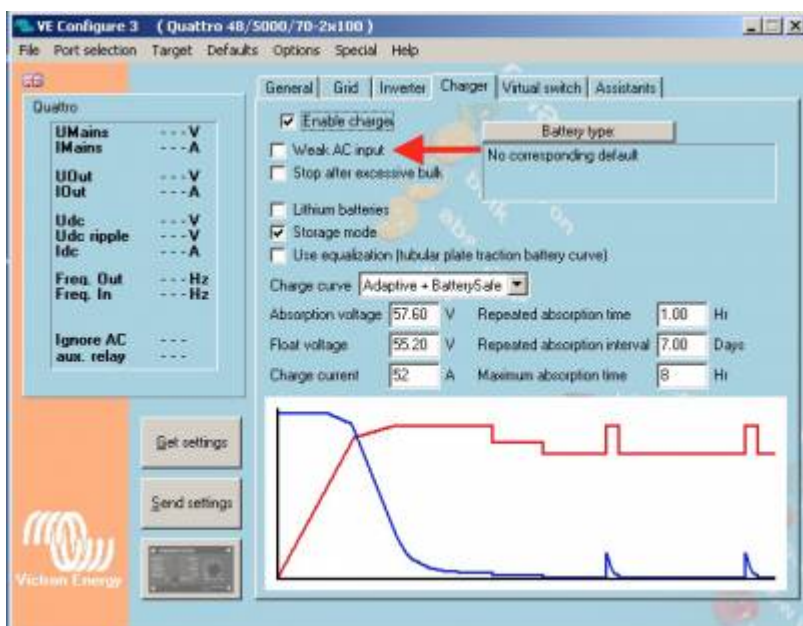 VE Configure 3 ( Quattro 48/5000/70-2x100 )
File Port selection Target Defaults Options Special Help
Quattro
UMains ---V
IMains ---A
UOut ---V
IOut ---A
Udc ---V
Udc ripple ---V
Idc ---A
Freq. Out ---Hz
Freq. In ---Hz
Ignore AC ---
aux. relay ---
Get settings
Send settings
Victron Energy
General Grid Inverter Charger Virtual switch Assistants
Enable charger
Weak AC input
Stop after excessive bulk
Battery type:
No corresponding default
Lithium batteries
Storage mode
Use equalization (tubular plate traction battery curve)
Charge curve Adaptive + BatterySafe
Absorption voltage 57.60 V Repeated absorption time 1.00 Hr
Float voltage 55.20 V Repeated absorption interval 7.00 Days
Charge current 52 A Maximum absorption time 8 Hr